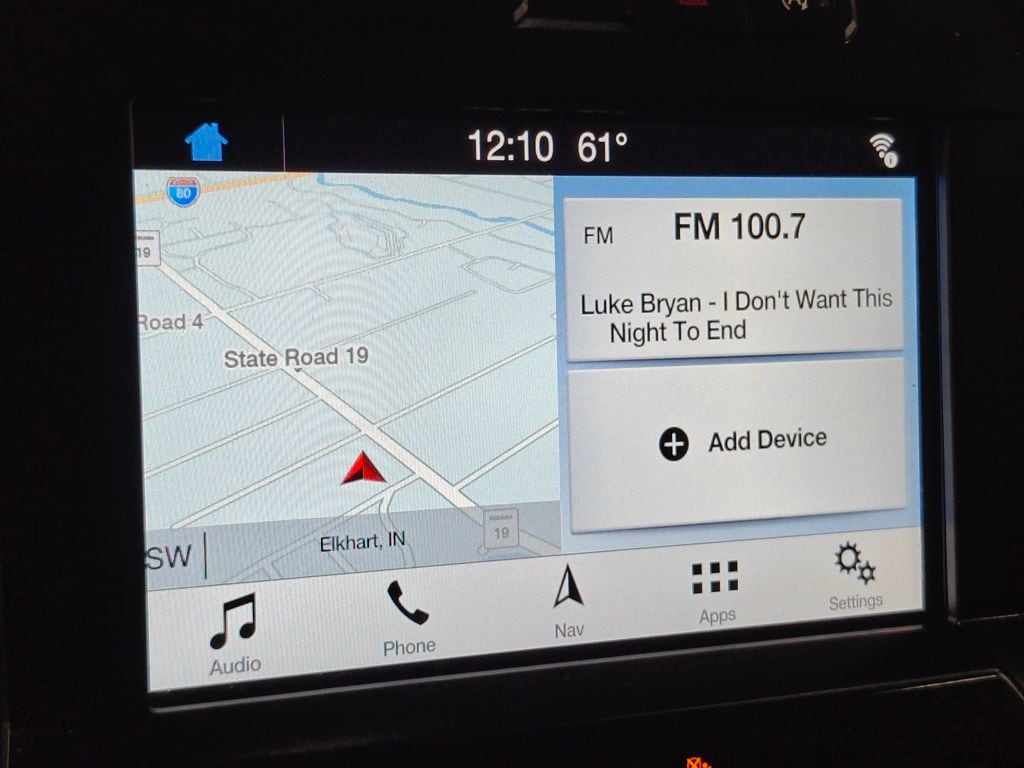 12:10 61°
80
19
Road 4
State Road 19
FM
FM 100.7
Luke Bryan - I Don't Want This
Night To End
Add Device
SW
Elkhart, IN
INDIANA
19
Audio
Phone
Nav
Apps
Settings